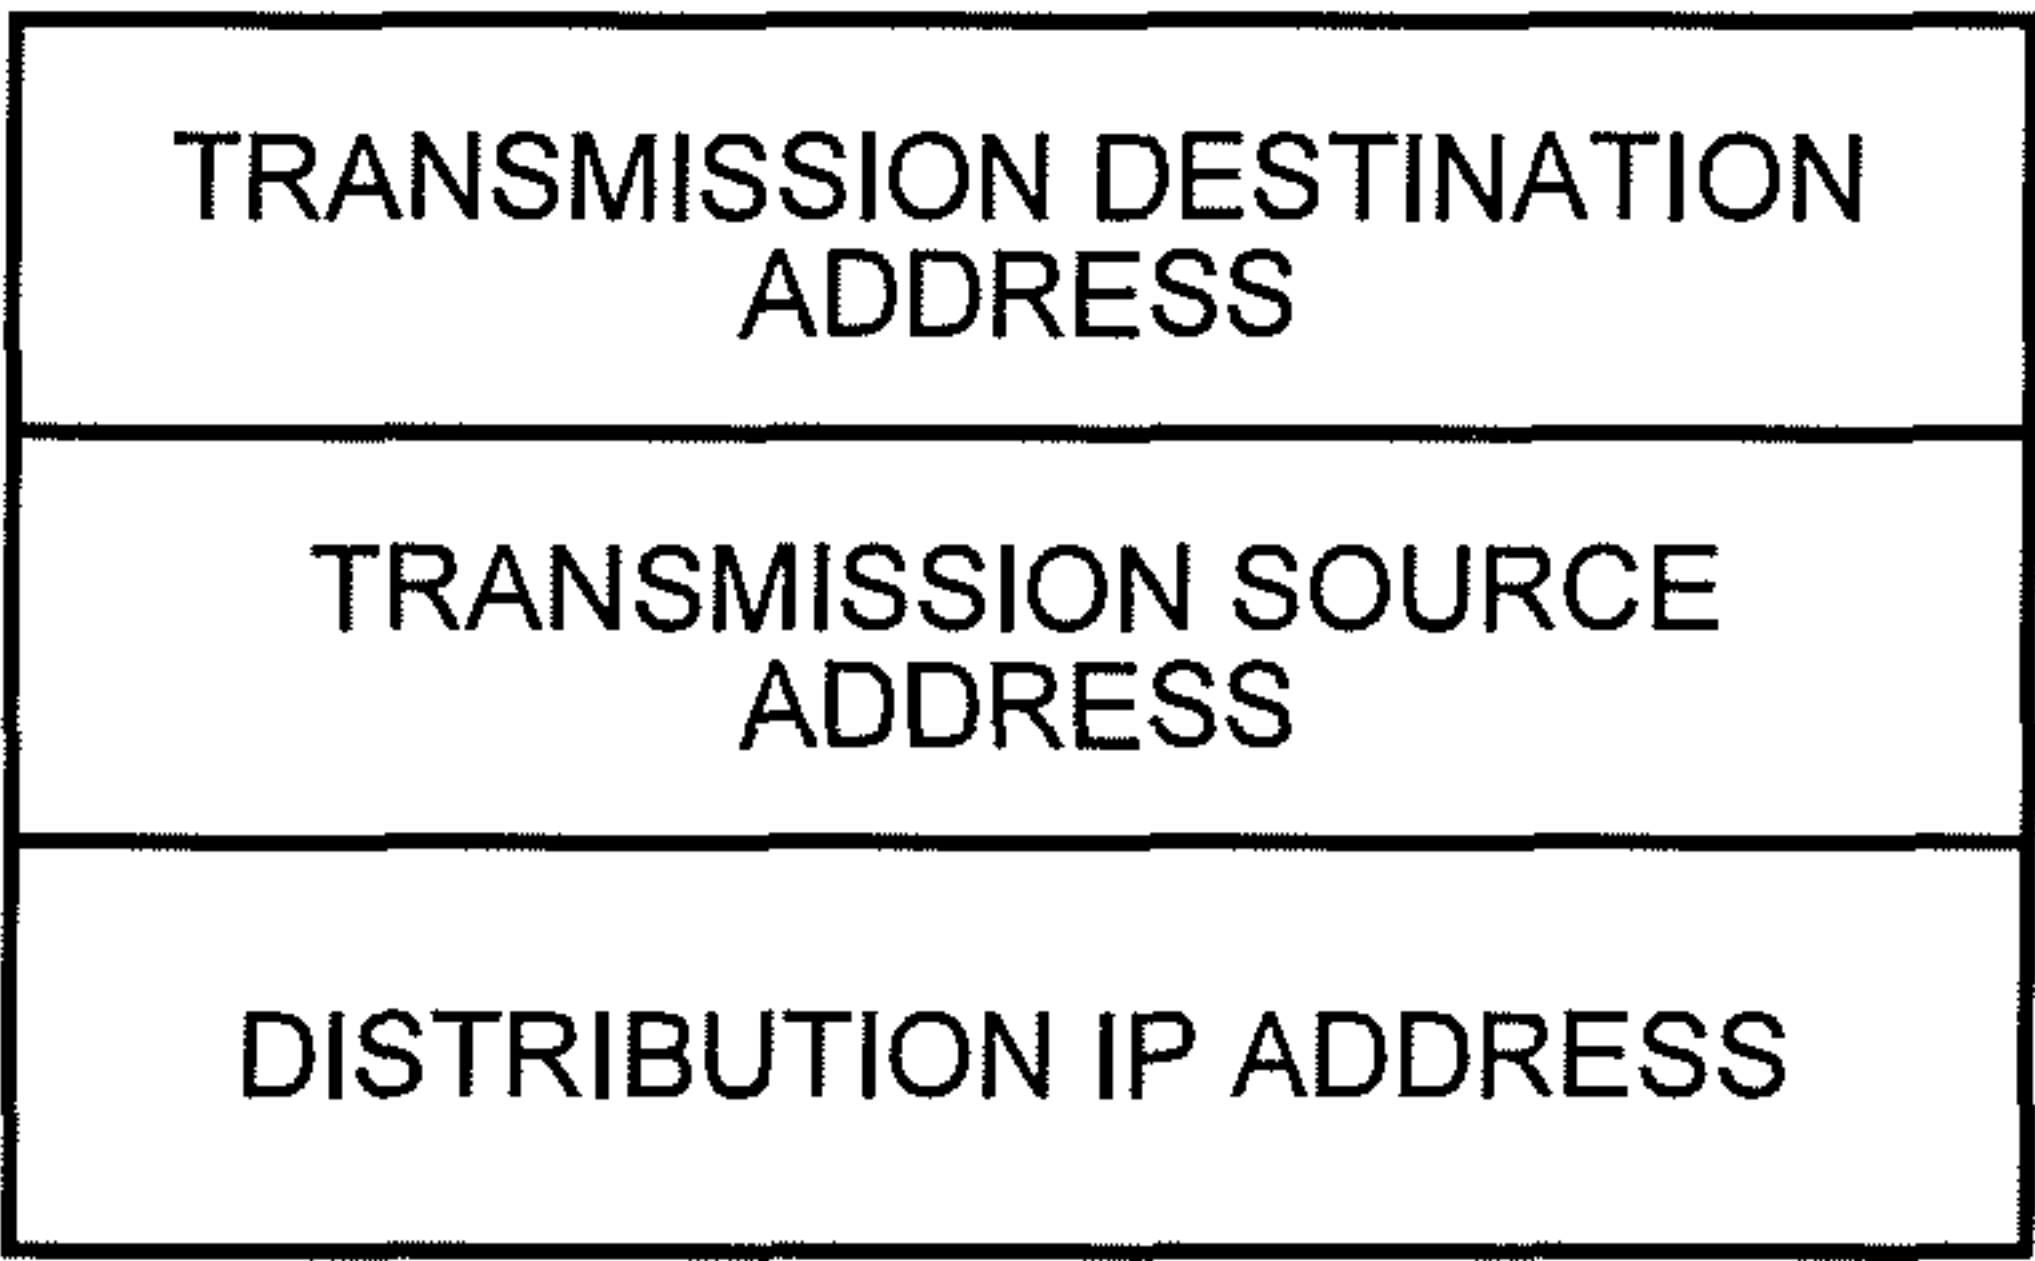 TRANSMISSION DESTINATION
ADDRESS
TRANSMISSION SOURCE
ADDRESS
DISTRIBUTION IP ADDRESS